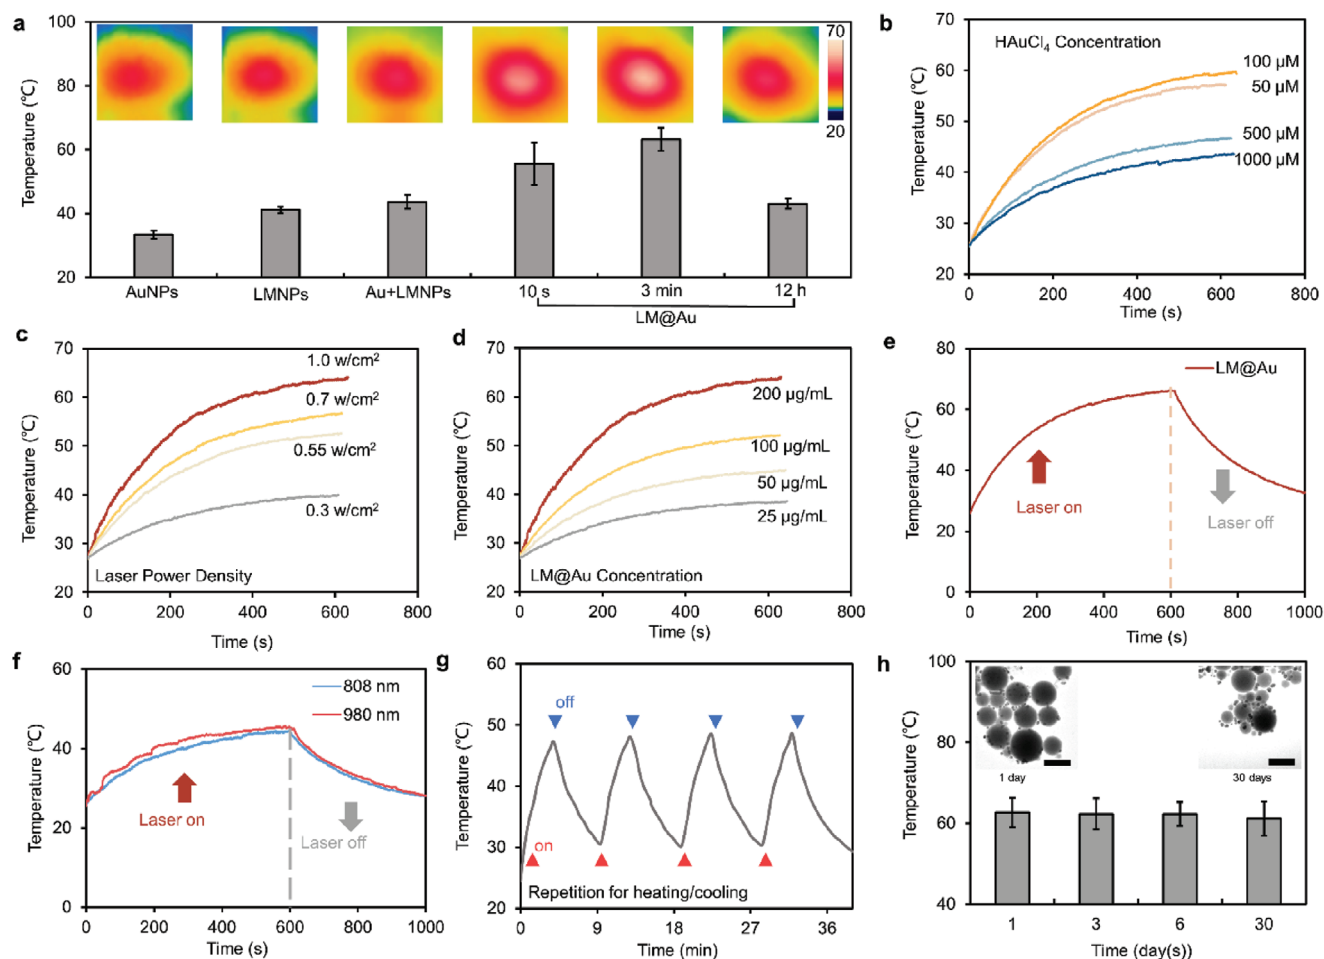 a
100
80
60
40
20
Temperature (℃)
70
20
AuNPs
LMNPs
Au+LMNPs
10 s
3 min
12 h
LM@Au
b
HAuCl₄ Concentration
70
60
50
40
30
20
Temperature (℃)
100 µM
50 µM
500 µM
1000 µM
0 200 400 600 800
Time (s)
c
70
60
50
40
30
20
Temperature (℃)
1.0 w/cm²
0.7 w/cm²
0.55 w/cm²
0.3 w/cm²
Laser Power Density
0 200 400 600 800
Time (s)
d
70
60
50
40
30
20
Temperature (℃)
200 µg/mL
100 µg/mL
50 µg/mL
25 µg/mL
LM@Au Concentration
0 200 400 600 800
Time (s)
e
80
60
40
20
0
Temperature (℃)
LM@Au
Laser on
Laser off
0 200 400 600 800 1000
Time (s)
f
60
40
20
0
Temperature (℃)
808 nm
980 nm
Laser on
Laser off
0 200 400 600 800 1000
Time (s)
g
60
50
40
30
20
Temperature (℃)
off
on
Repetition for heating/cooling
0 9 18 27 36
Time (min)
h
100
80
60
40
Temperature (℃)
1 day
30 days
1 3 6 30
Time (day(s))